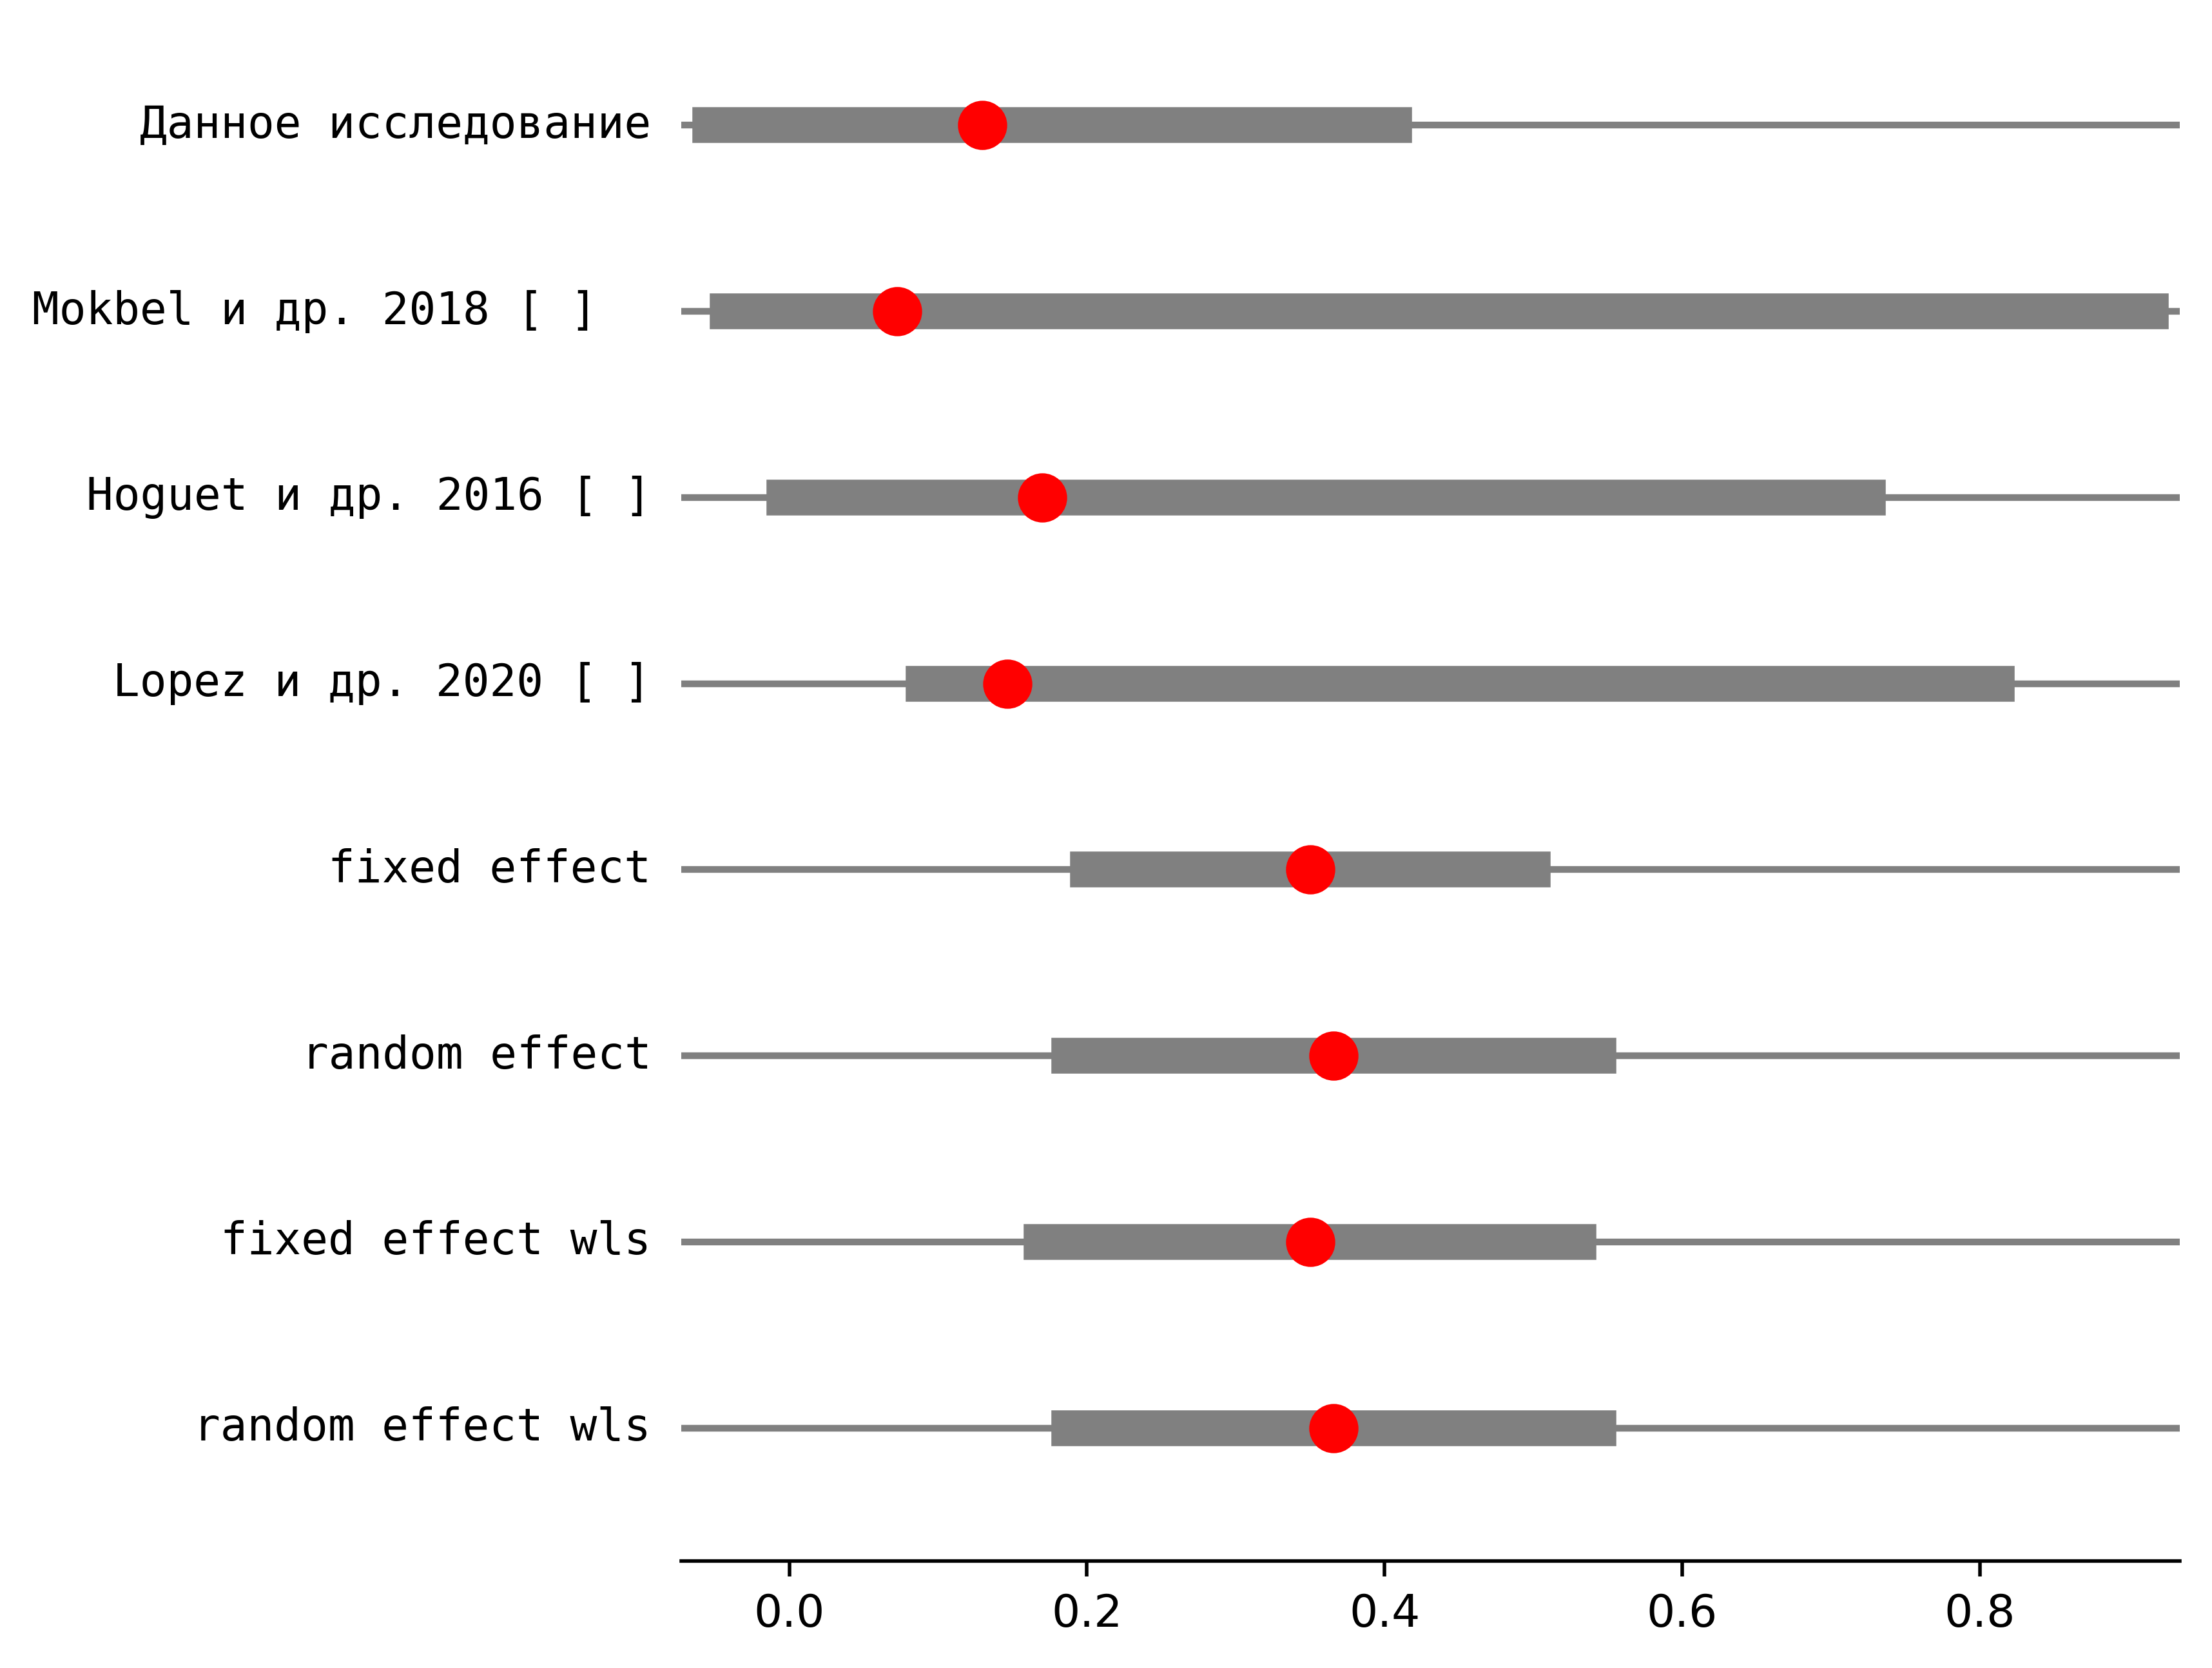 Данное исследование
Mokbel и др. 2018 [ ]
Hoguet и др. 2016 [ ]
Lopez и др. 2020 [ ]
fixed effect
random effect
fixed effect wls
random effect wls
0.0 0.2 0.4 0.6 0.8